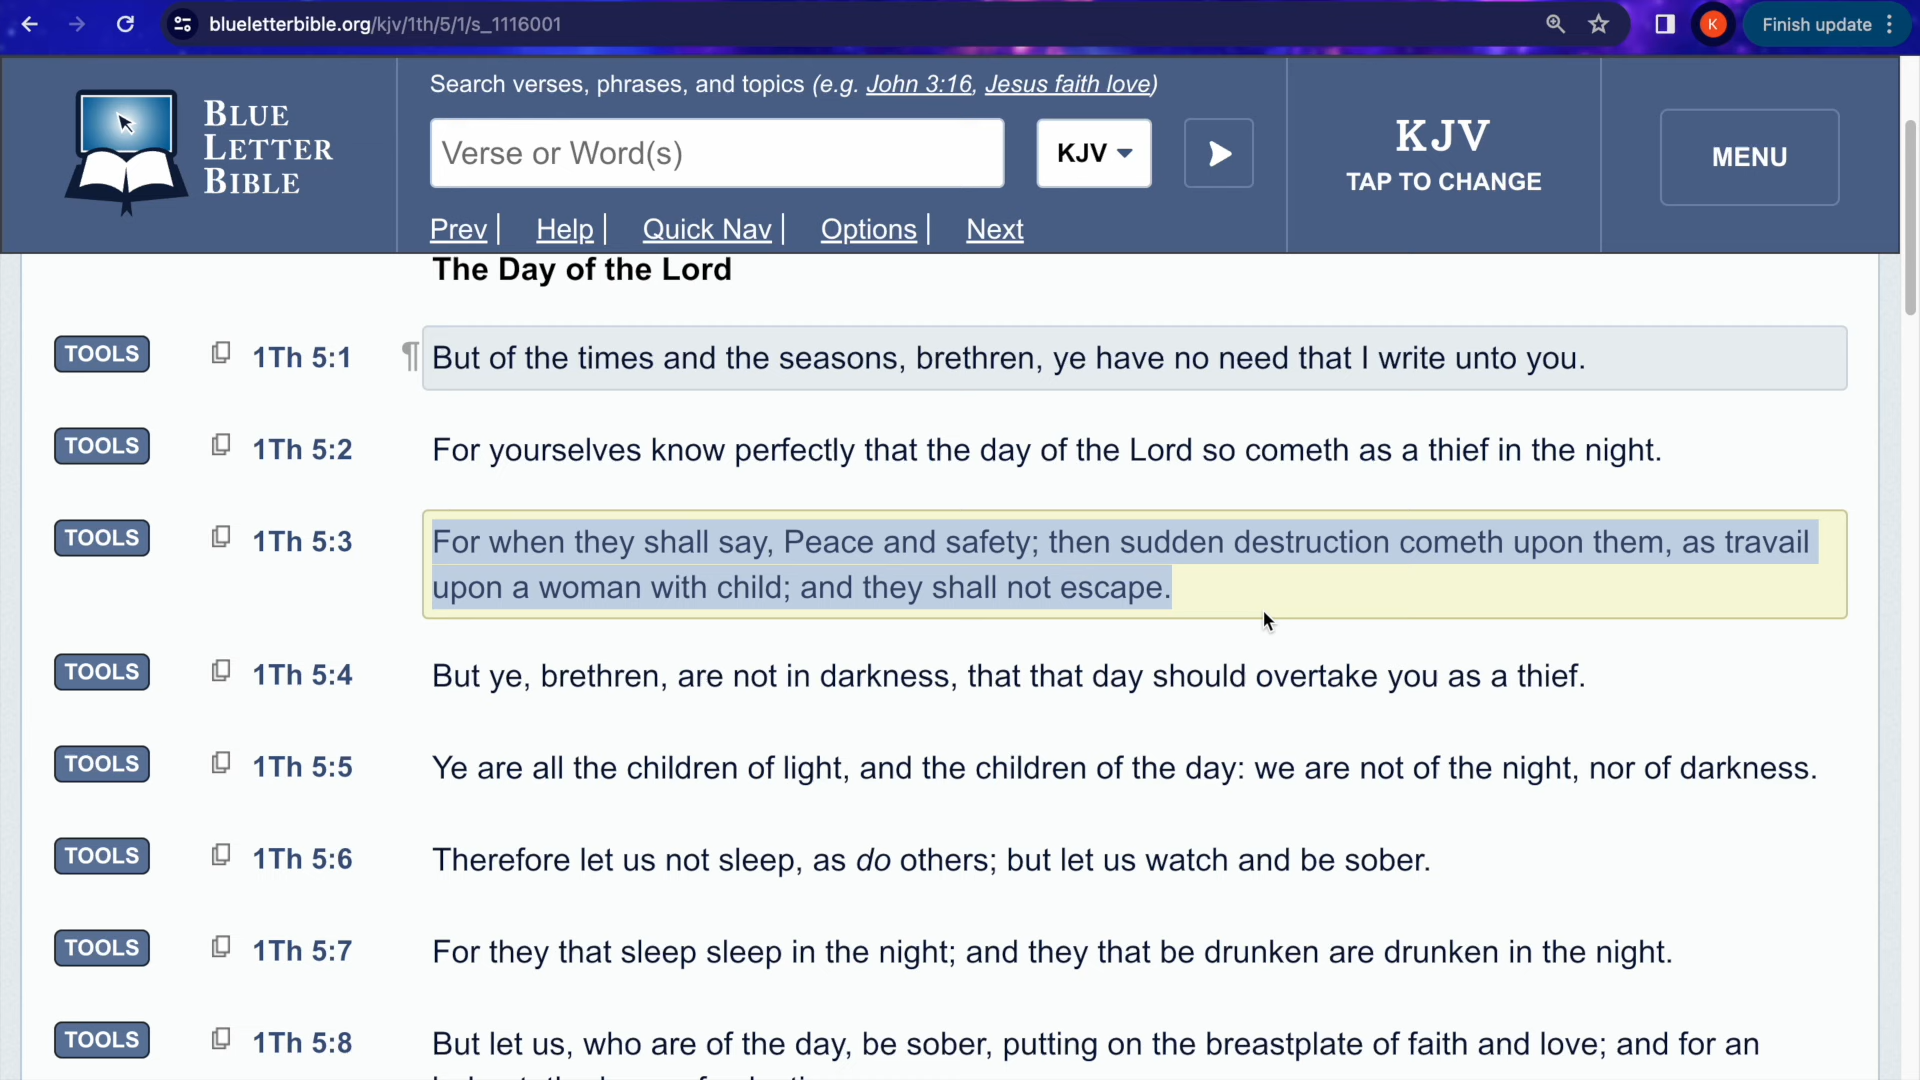 blueletterbible.org/kjv/1th/5/1/s_1116001
K
Finish update
BLUE
LETTER
BIBLE
Search verses, phrases, and topics (e.g. John 3:16, Jesus faith love)
Verse or Word(s)
KJV
KJV
TAP TO CHANGE
MENU
Prev | Help | Quick Nav | Options | Next
The Day of the Lord
TOOLS 1Th 5:1 ¶ But of the times and the seasons, brethren, ye have no need that I write unto you.
TOOLS 1Th 5:2 For yourselves know perfectly that the day of the Lord so cometh as a thief in the night.
TOOLS 1Th 5:3 For when they shall say, Peace and safety; then sudden destruction cometh upon them, as travail
upon a woman with child; and they shall not escape.
TOOLS 1Th 5:4 But ye, brethren, are not in darkness, that that day should overtake you as a thief.
TOOLS 1Th 5:5 Ye are all the children of light, and the children of the day: we are not of the night, nor of darkness.
TOOLS 1Th 5:6 Therefore let us not sleep, as do others; but let us watch and be sober.
TOOLS 1Th 5:7 For they that sleep sleep in the night; and they that be drunken are drunken in the night.
TOOLS 1Th 5:8 But let us, who are of the day, be sober, putting on the breastplate of faith and love; and for an